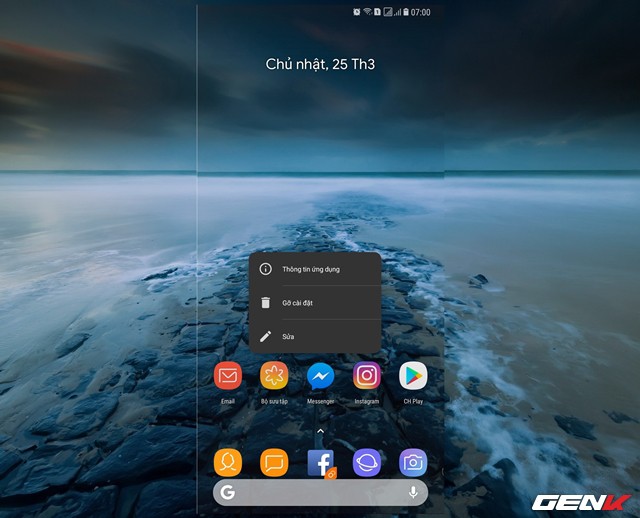 07:00
Chủ nhật, 25 Th3
Thông tin ứng dụng
Gỡ cài đặt
Sửa
Email
Bộ sưu tập
Messenger
Instagram
CH Play
GENK